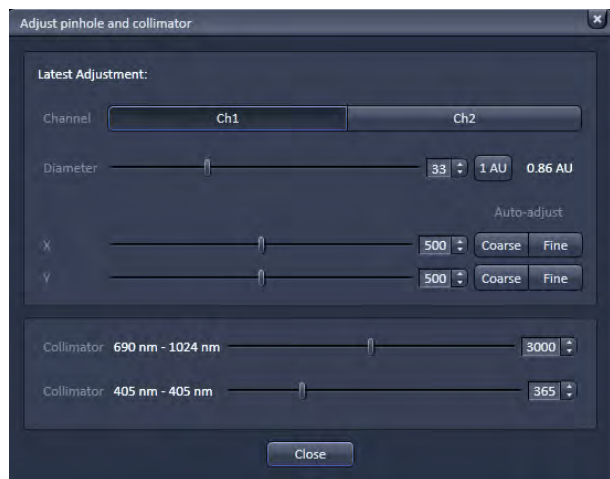 Adjust pinhole and collimator
Latest Adjustment:
Channel Ch1 Ch2
Diameter 33 1 AU 0.86 AU
Auto-adjust
X 500 Coarse Fine
Y 500 Coarse Fine
Collimator 690 nm - 1024 nm 3000
Collimator 405 nm - 405 nm 365
Close